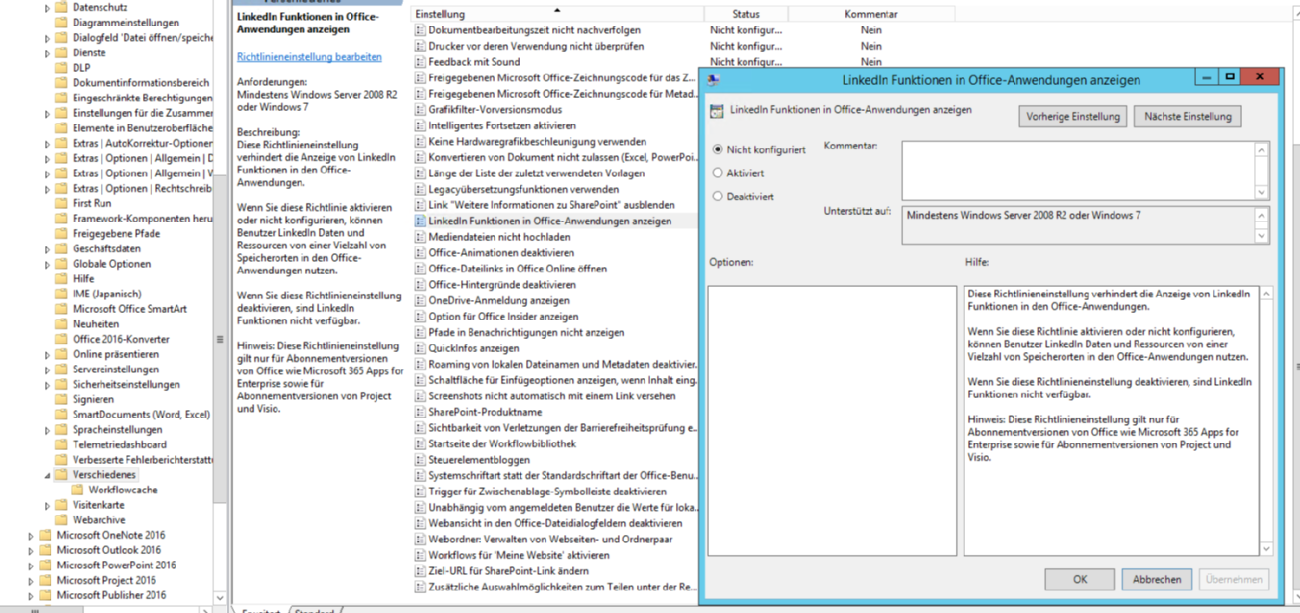 Datenschutz
Diagrammeinstellungen
Dialogfeld 'Datei öffnen/speiche
Dienste
DLP
Dokumentinformationsbereich
Eingeschränkte Berechtigungen
Einstellungen für die Zusammer
Elemente in Benutzeroberfläche
Extras | AutoKorrektur-Optionen
Extras | Optionen | Allgemein | D
Extras | Optionen | Allgemein | V
Extras | Optionen | Rechtschreib
First Run
Framework-Komponenten heru
Freigegebene Pfade
Geschäftsdaten
Globale Optionen
Hilfe
IME (Japanisch)
Microsoft Office SmartArt
Neuheiten
Office 2016-Konverter
Online präsentieren
Servereinstellungen
Sicherheitseinstellungen
Signieren
SmartDocuments (Word, Excel)
Spracheinstellungen
Telemetriedashboard
Verbesserte Fehlerberichterstatt
Verschiedenes
Workflowcache
Visitenkarte
Webarchive
Microsoft OneNote 2016
Microsoft Outlook 2016
Microsoft PowerPoint 2016
Microsoft Project 2016
Microsoft Publisher 2016
LinkedIn Funktionen in Office-
Anwendungen anzeigen
Richtlinieneinstellung bearbeiten
Anforderungen:
Mindestens Windows Server 2008 R2
oder Windows 7
Beschreibung:
Diese Richtlinieneinstellung
verhindert die Anzeige von LinkedIn
Funktionen in den Office-
Anwendungen.
Wenn Sie diese Richtlinie aktivieren
oder nicht konfigurieren, können
Benutzer LinkedIn Daten und
Ressourcen von einer Vielzahl von
Speicherorten in den Office-
Anwendungen nutzen.
Wenn Sie diese Richtlinieneinstellung
deaktivieren, sind LinkedIn
Funktionen nicht verfügbar.
Hinweis: Diese Richtlinieneinstellung
gilt nur für Abonnementversionen
von Office wie Microsoft 365 Apps for
Enterprise sowie für
Abonnementversionen von Project
und Visio.
Einstellung Status Kommentar
Dokumentbearbeitungszeit nicht nachverfolgen Nicht konfigur... Nein
Drucker vor deren Verwendung nicht überprüfen Nicht konfigur... Nein
Feedback mit Sound Nicht konfigur... Nein
Freigegebenen Microsoft Office-Zeichnungscode für das Z...
Freigegebenen Microsoft Office-Zeichnungscode für Metad...
Grafikfilter-Vorversionsmodus
Intelligentes Fortsetzen aktivieren
Keine Hardwaregrafikbeschleunigung verwenden
Konvertieren von Dokument nicht zulassen (Excel, PowerPoi...
Länge der Liste der zuletzt verwendeten Vorlagen
Legacyübersetzungsfunktionen verwenden
Link "Weitere Informationen zu SharePoint" ausblenden
LinkedIn Funktionen in Office-Anwendungen anzeigen
Mediendateien nicht hochladen
Office-Animationen deaktivieren
Office-Dateilinks in Office Online öffnen
Office-Hintergründe deaktivieren
OneDrive-Anmeldung anzeigen
Option für Office Insider anzeigen
Pfade in Benachrichtigungen nicht anzeigen
QuickInfos anzeigen
Roaming von lokalen Dateinamen und Metadaten deaktivier...
Schaltfläche für Einfügeoptionen anzeigen, wenn Inhalt eing...
Screenshots nicht automatisch mit einem Link versehen
SharePoint-Produktname
Sichtbarkeit von Verletzungen der Barrierefreiheitsprüfung e...
Startseite der Workflowbibliothek
Steuerelementbloggen
Systemschriftart statt der Standardschriftart der Office-Benu...
Trigger für Zwischenablage-Symbolleiste deaktivieren
Unabhängig vom angemeldeten Benutzer die Werte für loka...
Webansicht in den Office-Dateidialogfeldern deaktivieren
Webordner: Verwalten von Webseiten- und Ordnerpaar
Workflows für 'Meine Website' aktivieren
Ziel-URL für SharePoint-Link ändern
Zusätzliche Auswahlmöglichkeiten zum Teilen unter der Re...
LinkedIn Funktionen in Office-Anwendungen anzeigen
LinkedIn Funktionen in Office-Anwendungen anzeigen
Vorherige Einstellung Nächste Einstellung
Nicht konfiguriert
Aktiviert
Deaktiviert
Kommentar:
Unterstützt auf: Mindestens Windows Server 2008 R2 oder Windows 7
Optionen: Hilfe:
Diese Richtlinieneinstellung verhindert die Anzeige von LinkedIn
Funktionen in den Office-Anwendungen.
Wenn Sie diese Richtlinie aktivieren oder nicht konfigurieren,
können Benutzer LinkedIn Daten und Ressourcen von einer
Vielzahl von Speicherorten in den Office-Anwendungen nutzen.
Wenn Sie diese Richtlinieneinstellung deaktivieren, sind LinkedIn
Funktionen nicht verfügbar.
Hinweis: Diese Richtlinieneinstellung gilt nur für
Abonnementversionen von Office wie Microsoft 365 Apps for
Enterprise sowie für Abonnementversionen von Project und
Visio.
OK Abbrechen Übernehmen